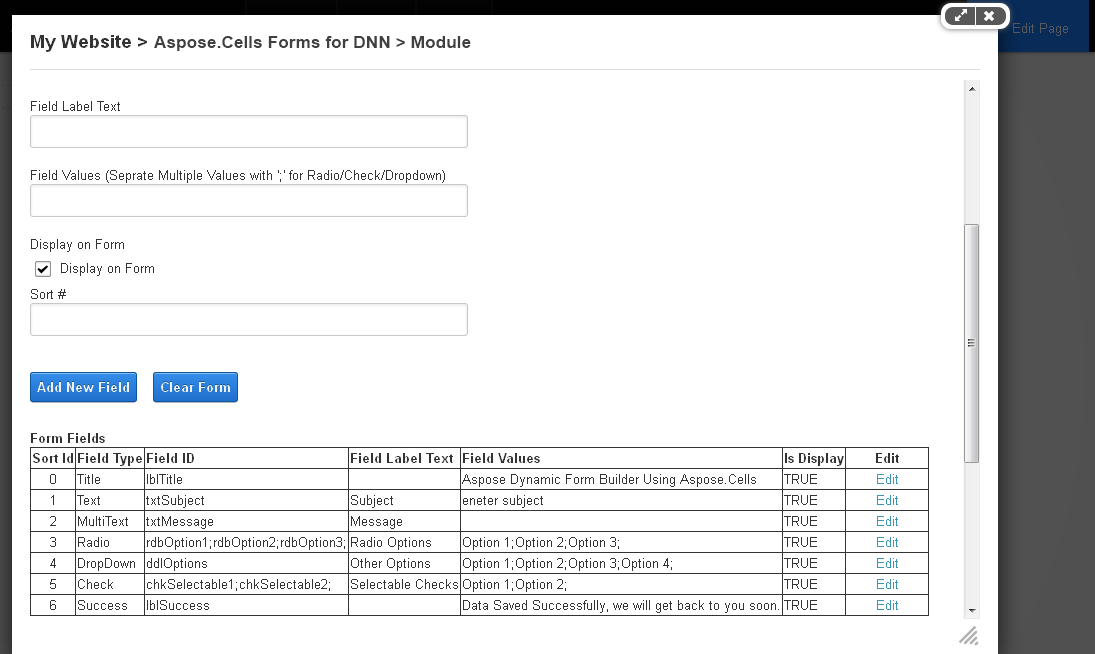 Edit Page
My Website > Aspose.Cells Forms for DNN > Module
Field Label Text
Field Values (Seprate Multiple Values with ';' for Radio/Check/Dropdown)
Display on Form
Display on Form
Sort #
Add New Field Clear Form
Form Fields
Sort Id Field Type Field ID Field Label Text Field Values Is Display Edit
0 Title lblTitle Aspose Dynamic Form Builder Using Aspose.Cells TRUE Edit
1 Text txtSubject Subject eneter subject TRUE Edit
2 MultiText txtMessage Message TRUE Edit
3 Radio rdbOption1;rdbOption2;rdbOption3; Radio Options Option 1;Option 2;Option 3; TRUE Edit
4 DropDown ddlOptions Other Options Option 1;Option 2;Option 3;Option 4; TRUE Edit
5 Check chkSelectable1;chkSelectable2; Selectable Checks Option 1;Option 2; TRUE Edit
6 Success lblSuccess Data Saved Successfully, we will get back to you soon. TRUE Edit